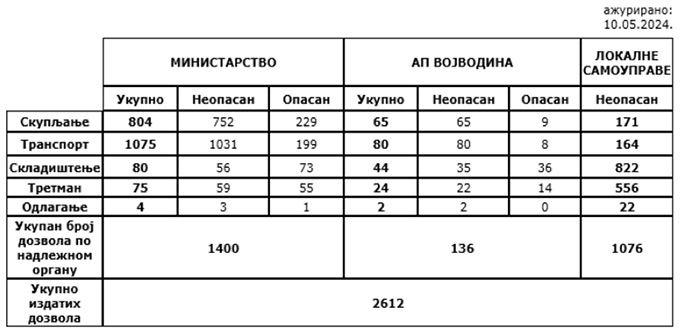 ажурирано:
10.05.2024.
МИНИСТАРСТВО АП ВОЈВОДИНА ЛОКАЛНЕ САМОУПРАВЕ
Укупно Неопасан Опасан Укупно Неопасан Опасан Неопасан
Скупљање 804 752 229 65 65 9 171
Транспорт 1075 1031 199 80 80 8 164
Складиштење 80 56 73 44 35 36 822
Третман 75 59 55 24 22 14 556
Одлагање 4 3 1 2 2 0 22
Укупан број
дозвола по
надлежном
органу
1400 136 1076
Укупно
издатих
дозвола
2612